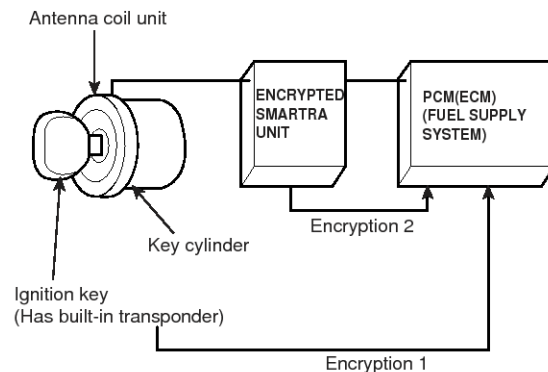 Antenna coil unit
ENCRYPTED
SMARTRA
UNIT
PCM(ECM)
(FUEL SUPPLY
SYSTEM)
Encryption 2
Key cylinder
Ignition key
(Has built-in transponder)
Encryption 1